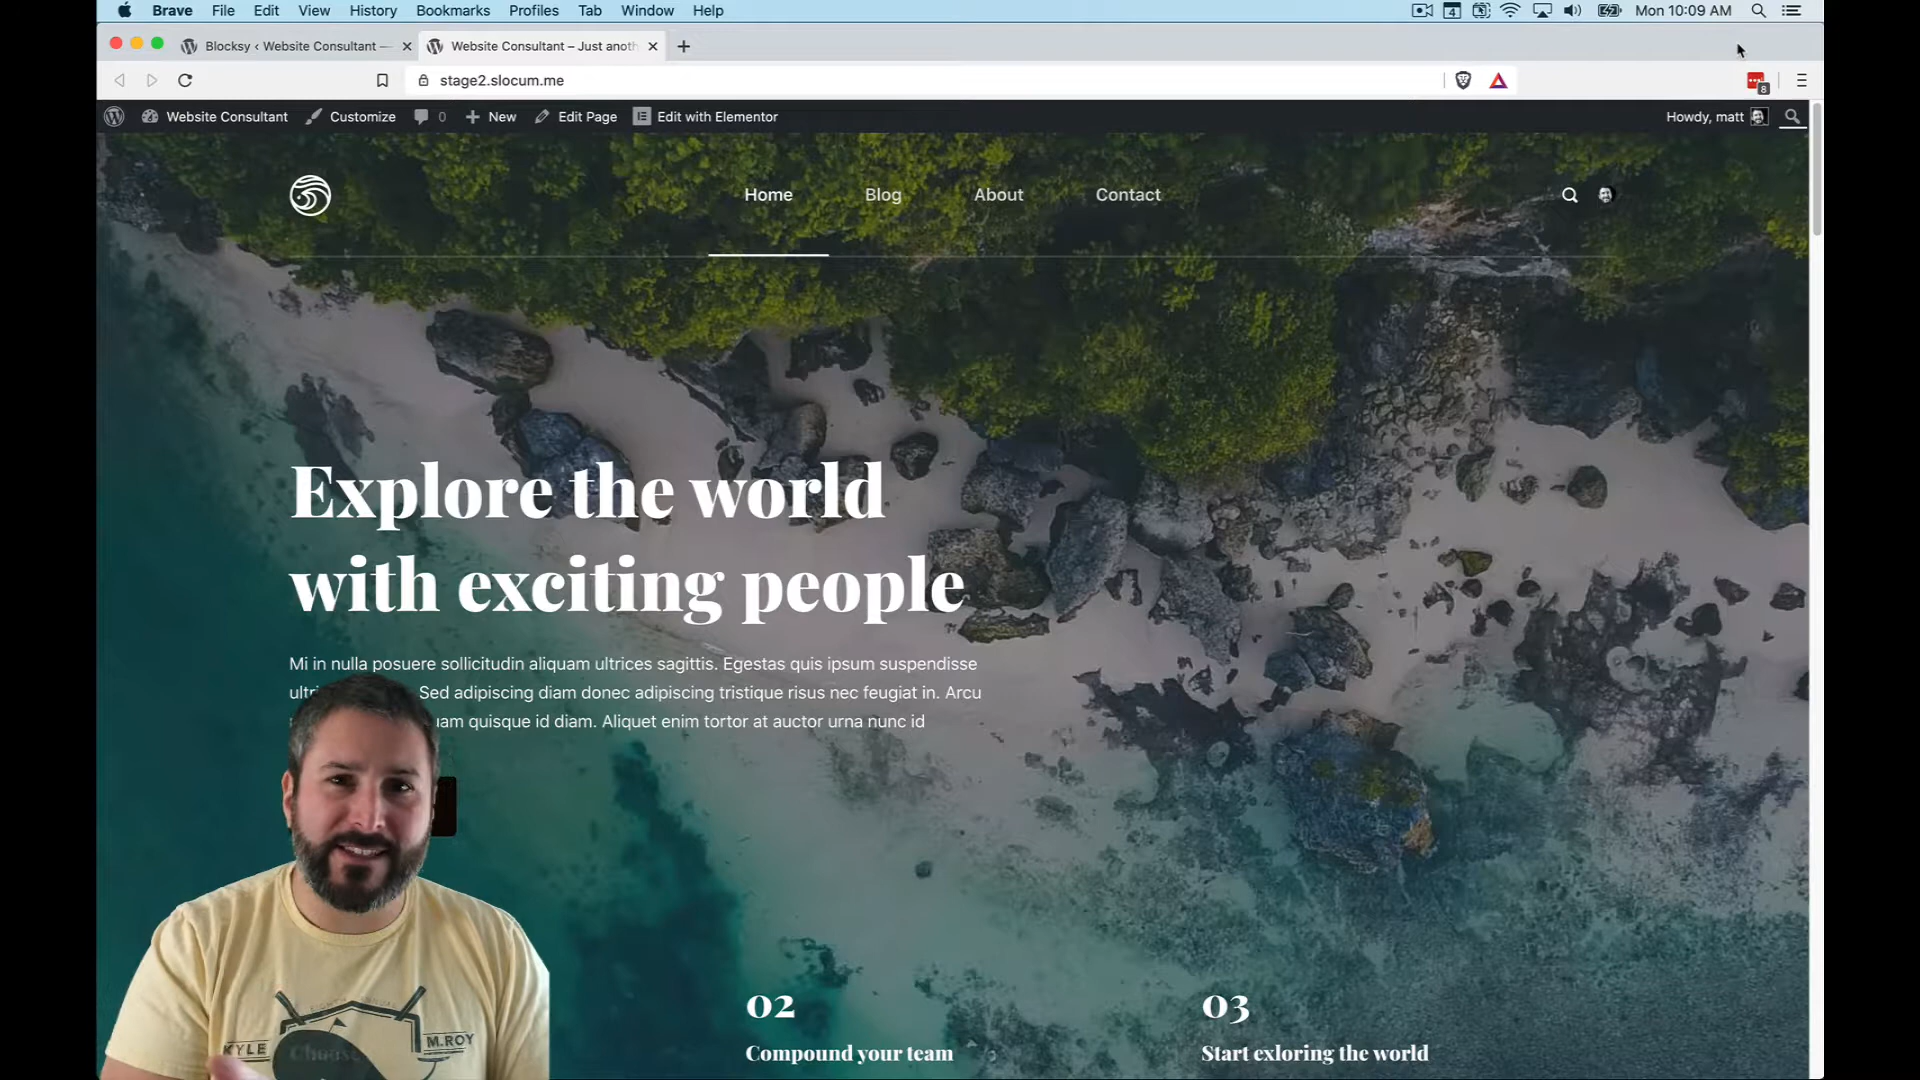 Brave File Edit View History Bookmarks Profiles Tab Window Help 4 Mon 10:09 AM
Blocksy ‹ Website Consultant — Website Consultant – Just anoth
stage2.slocum.me 8
Website Consultant Customize 0 New Edit Page Edit with Elementor Howdy, matt
Home Blog About Contact
Explore the world
with exciting people
Mi in nulla posuere sollicitudin aliquam ultrices sagittis. Egestas quis ipsum suspendisse
Sed adipiscing diam donec adipiscing tristique risus nec feugiat in. Arcu
quisque id diam. Aliquet enim tortor at auctor urna nunc id
02 03
Compound your team Start exloring the world
KYLE M.ROY